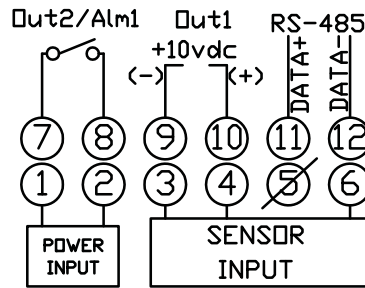 Out2/Alm1 Out1 RS-485
+10vdc
(-) (+) DATA+ DATA-
7 8 9 10 11 12
1 2 3 4 5 6
POWER INPUT
SENSOR INPUT